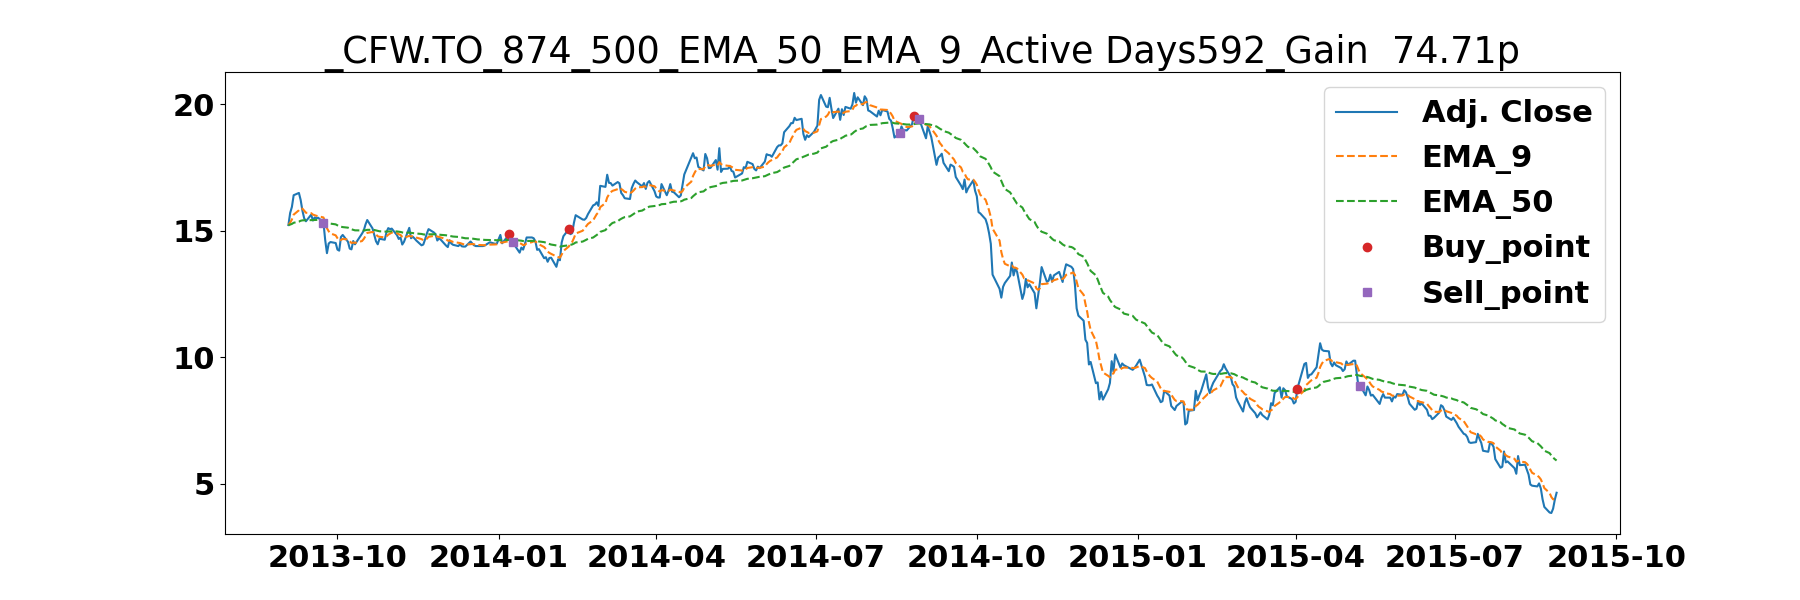 _CFW.TO_874_500_EMA_50_EMA_9_Active Days592_Gain  74.71p
20
15
10
5
Adj. Close
EMA_9
EMA_50
Buy_point
Sell_point
2013-10 2014-01 2014-04 2014-07 2014-10 2015-01 2015-04 2015-07 2015-10